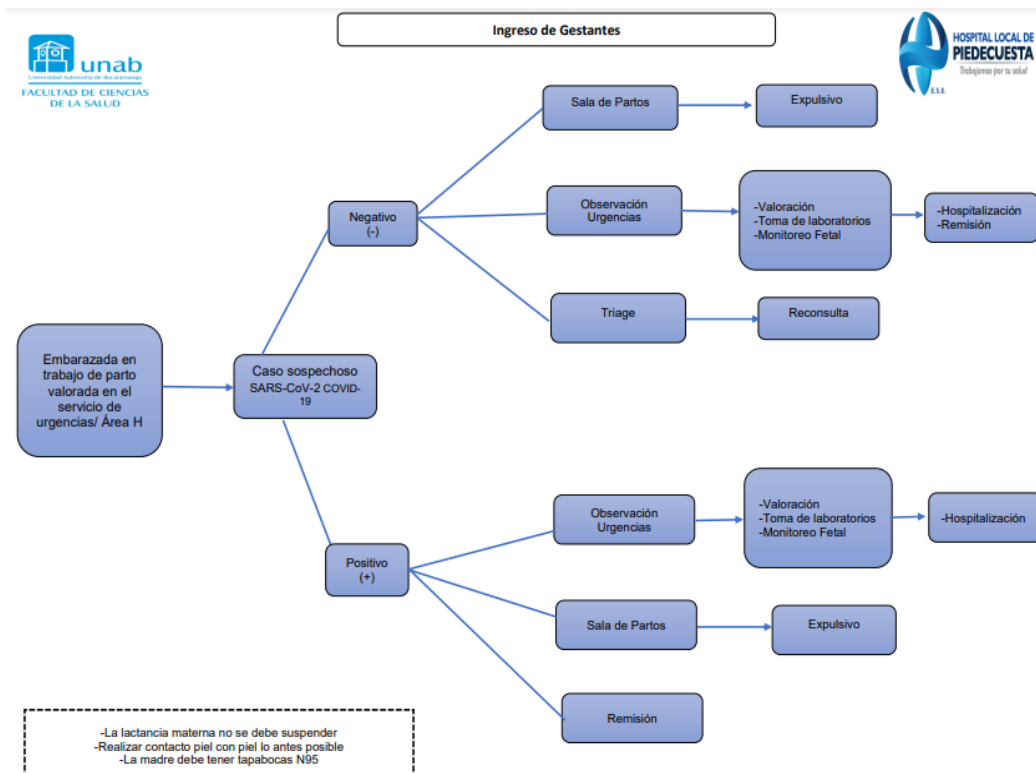 Ingreso de Gestantes
unab
Universidad Autónoma de Bucaramanga
FACULTAD DE CIENCIAS
DE LA SALUD
HOSPITAL LOCAL DE
PIEDECUESTA
Trabajamos por tu salud
E.S.E.
Sala de Partos
Expulsivo
Negativo
(-)
Observación
Urgencias
-Valoración
-Toma de laboratorios
-Monitoreo Fetal
-Hospitalización
-Remisión
Triage
Reconsulta
Embarazada en
trabajo de parto
valorada en el
servicio de
urgencias/ Área H
Caso sospechoso
SARS-CoV-2 COVID-
19
Observación
Urgencias
-Valoración
-Toma de laboratorios
-Monitoreo Fetal
-Hospitalización
Positivo
(+)
Sala de Partos
Expulsivo
Remisión
-La lactancia materna no se debe suspender
-Realizar contacto piel con piel lo antes posible
-La madre debe tener tapabocas N95